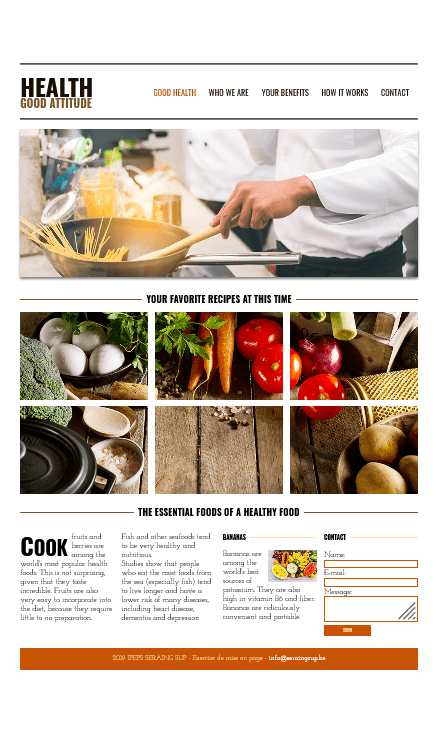 HEALTH
GOOD ATTITUDE
GOOD HEALTH WHO WE ARE YOUR BENEFITS HOW IT WORKS CONTACT
YOUR FAVORITE RECIPES AT THIS TIME
THE ESSENTIAL FOODS OF A HEALTHY FOOD
COOK fruits and
berries are
among the
world's most popular health
foods. This is not surprising,
given that they taste
incredible. Fruits are also
very easy to incorporate into
the diet, because they require
little to no preparation.
Fish and other seafoods tend
to be very healthy and
nutritious.
Studies show that people
who eat the most foods from
the sea (especially fish) tend
to live longer and have a
lower risk of many diseases,
including heart disease,
dementia and depression
BANANAS
Bananas are
among the
world's best
sources of
potassium. They are also
high in vitamin B6 and fiber.
Bananas are ridiculously
convenient and portable.
CONTACT
Name:
E-mail:
Message:
SEND
2019 IPEPS SERAING SUP - Exercice de mise en page - info@seraingsup.be